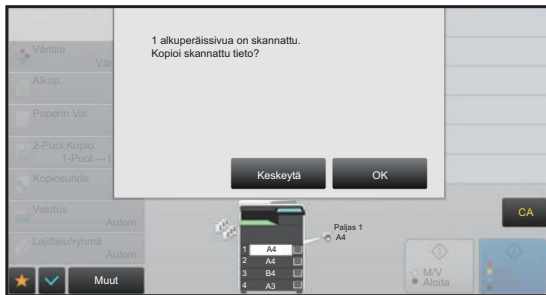 1 alkuperäissivua on skannattu.
Kopioi skannattu tieto?
Keskeytä
OK
Väritila
Vär
Alkup.
Paperin Val.
2-Puol.Kopio
1-Puol.→1
Kopiosuhde
Valotus
Autom.
Lajittelu/ryhmä
Autom.
Muut
Paljas 1
A4
1 A4
2 A4
3 B4
4 A3
CA
M/V
Aloita